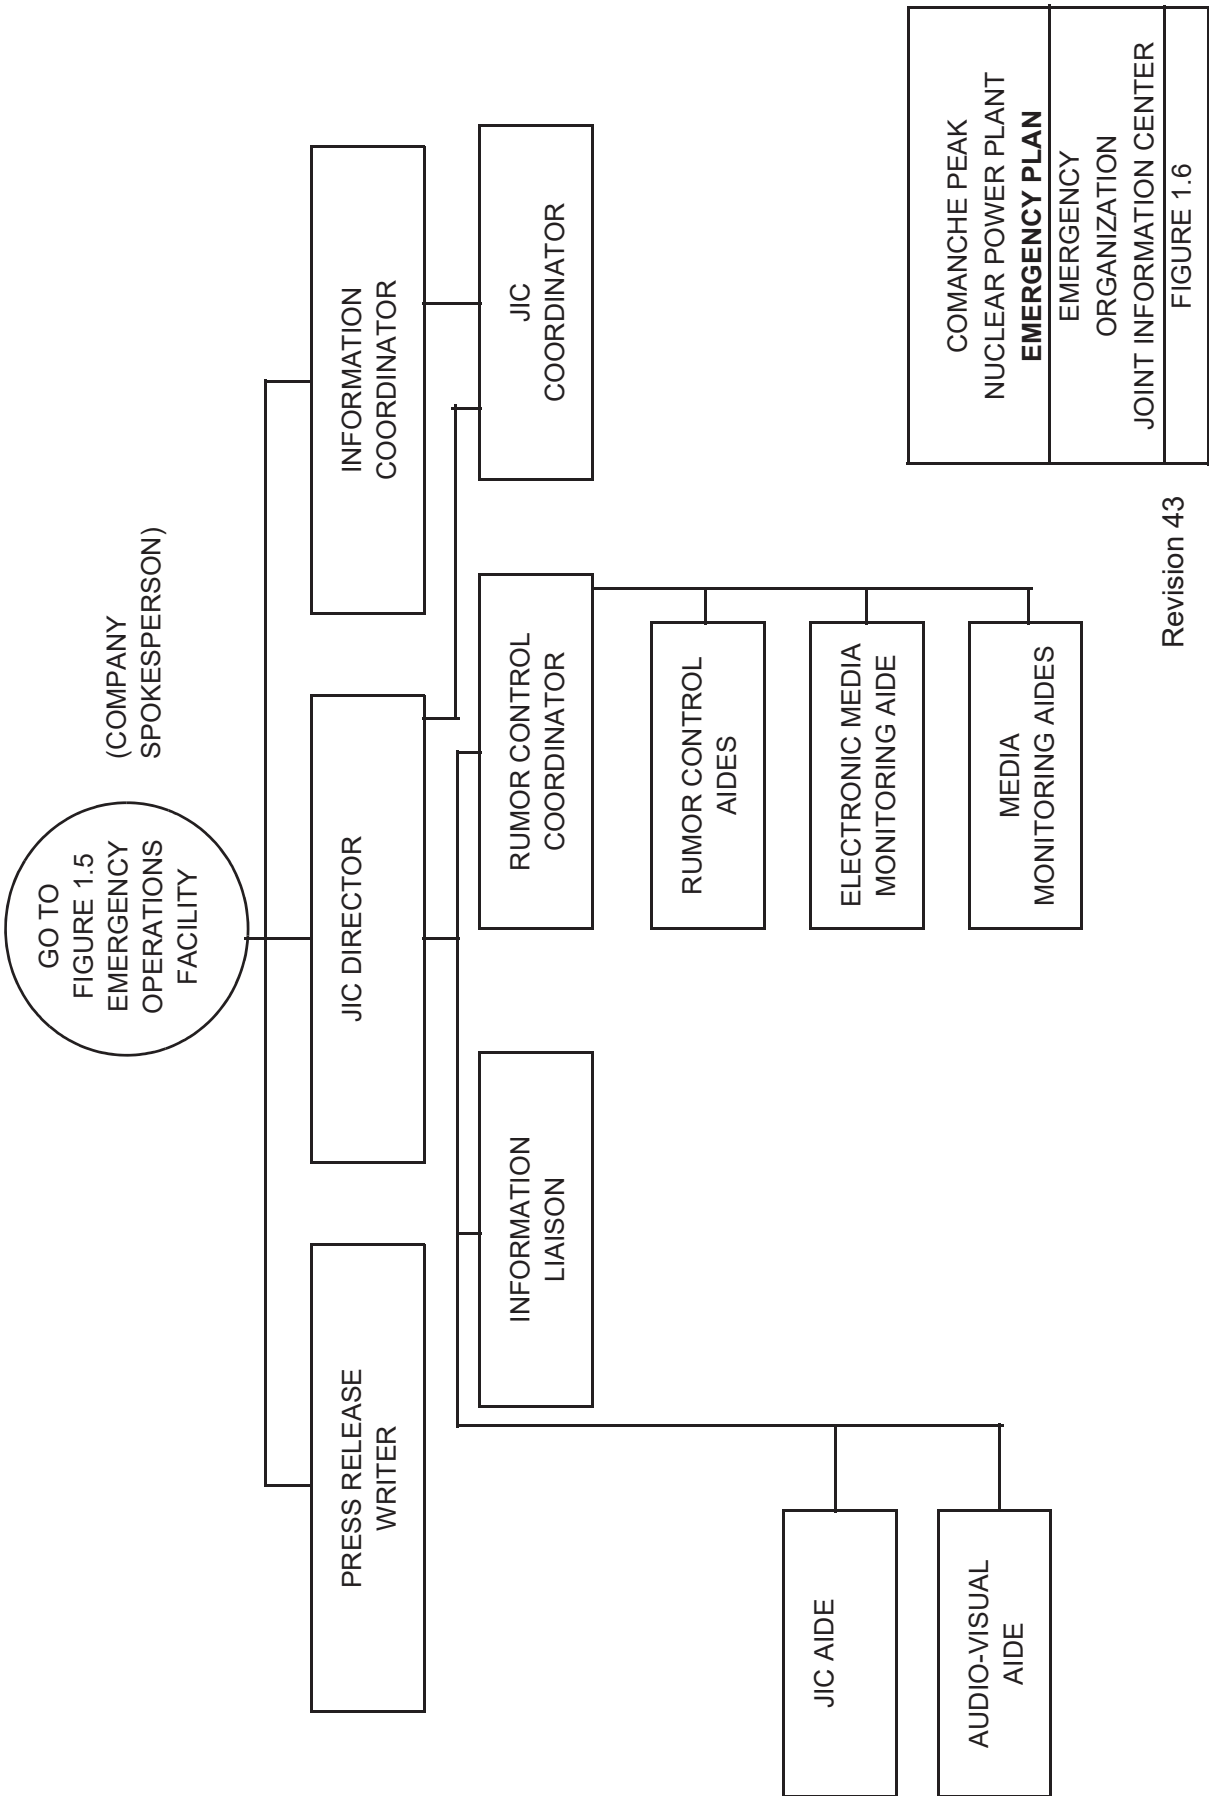 GO TO
FIGURE 1.5
EMERGENCY
OPERATIONS
FACILITY
(COMPANY
SPOKESPERSON)
PRESS RELEASE
WRITER
JIC DIRECTOR
INFORMATION
COORDINATOR
INFORMATION
LIAISON
RUMOR CONTROL
COORDINATOR
JIC
COORDINATOR
RUMOR CONTROL
AIDES
JIC AIDE
ELECTRONIC MEDIA
MONITORING AIDE
AUDIO-VISUAL
AIDE
MEDIA
MONITORING AIDES
COMANCHE PEAK
NUCLEAR POWER PLANT
EMERGENCY PLAN
EMERGENCY
ORGANIZATION
JOINT INFORMATION CENTER
FIGURE 1.6
Revision 43